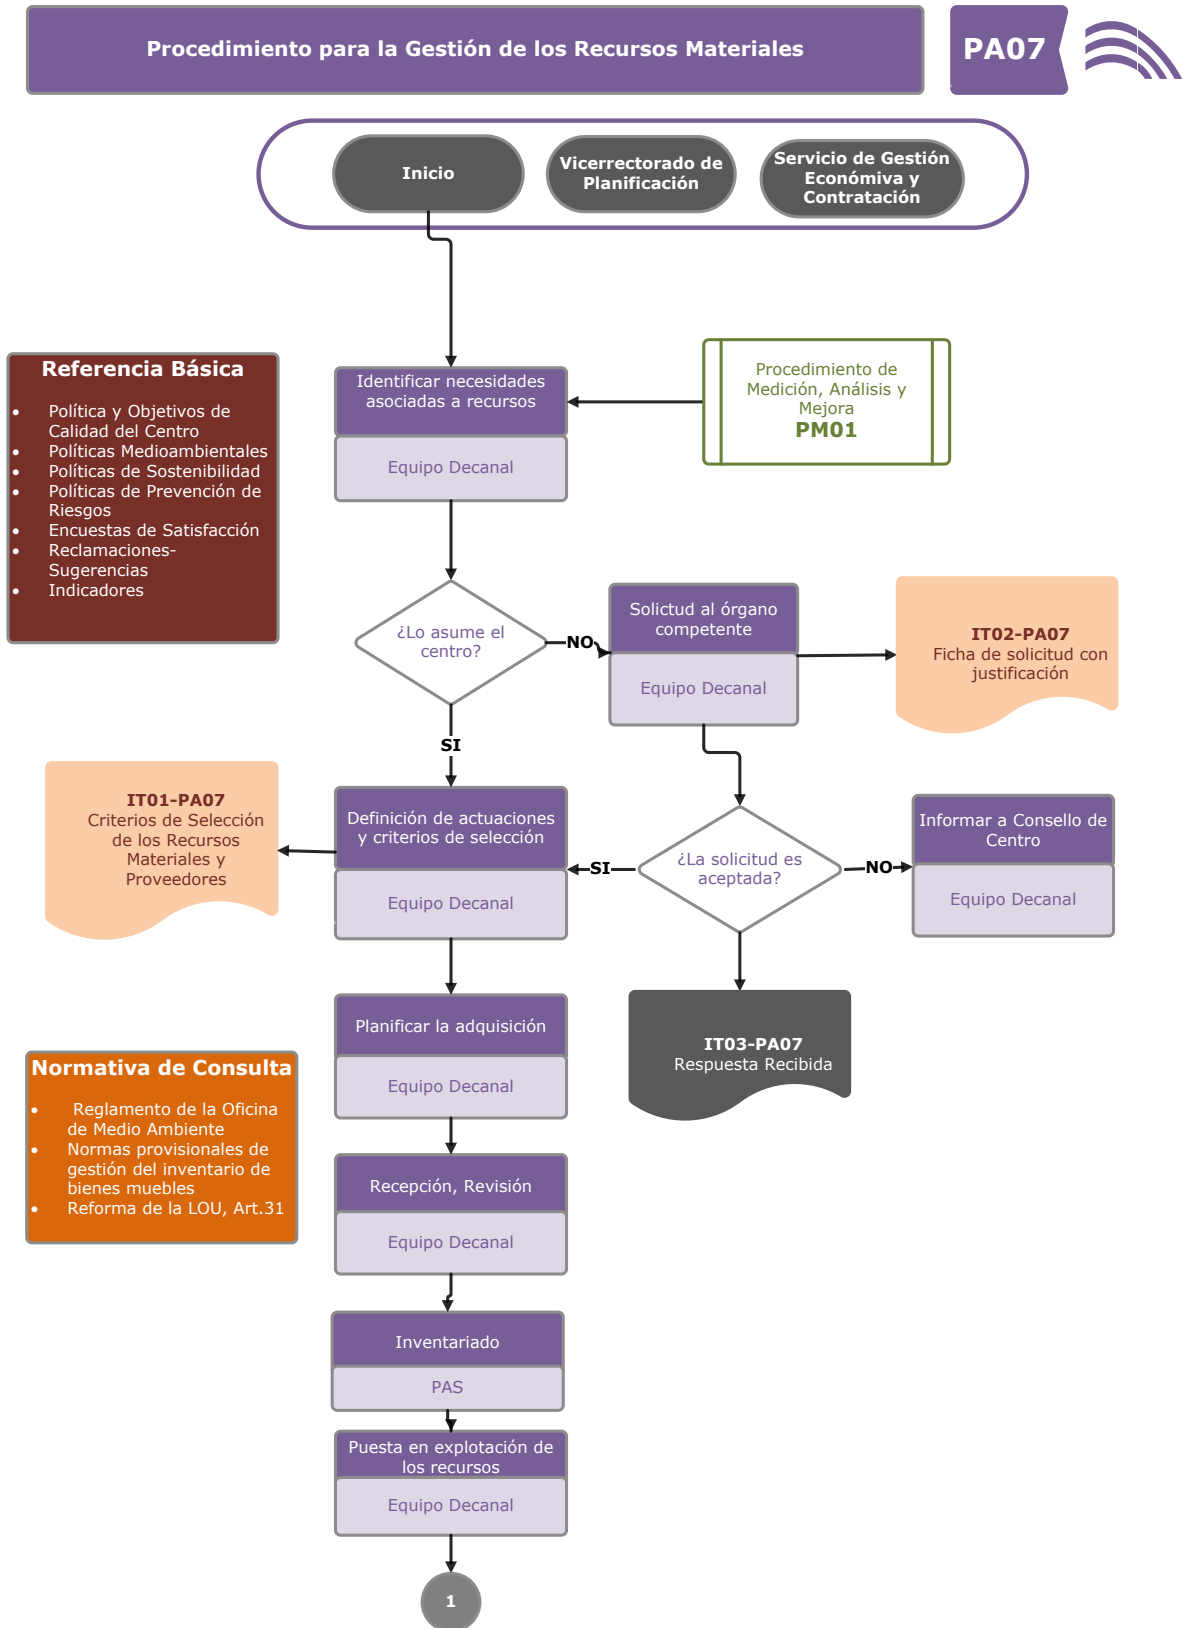 Procedimiento para la Gestión de los Recursos Materiales
PA07
Inicio
Vicerrectorado de
Planificación
Servicio de Gestión
Económiva y
Contratación
Referencia Básica
• Política y Objetivos de
Calidad del Centro
• Políticas Medioambientales
• Políticas de Sostenibilidad
• Políticas de Prevención de
Riesgos
• Encuestas de Satisfacción
• Reclamaciones-
Sugerencias
• Indicadores
Identificar necesidades
asociadas a recursos
Equipo Decanal
Procedimiento de
Medición, Análisis y
Mejora
PM01
¿Lo asume el
centro?
NO
Solictud al órgano
competente
Equipo Decanal
IT02-PA07
Ficha de solicitud con
justificación
SI
IT01-PA07
Criterios de Selección
de los Recursos
Materiales y
Proveedores
Definición de actuaciones
y criterios de selección
Equipo Decanal
SI
¿La solicitud es
aceptada?
NO
Informar a Consello de
Centro
Equipo Decanal
IT03-PA07
Respuesta Recibida
Planificar la adquisición
Equipo Decanal
Normativa de Consulta
• Reglamento de la Oficina
de Medio Ambiente
• Normas provisionales de
gestión del inventario de
bienes muebles
• Reforma de la LOU, Art.31
Recepción, Revisión
Equipo Decanal
Inventariado
PAS
Puesta en explotación de
los recursos
Equipo Decanal
1